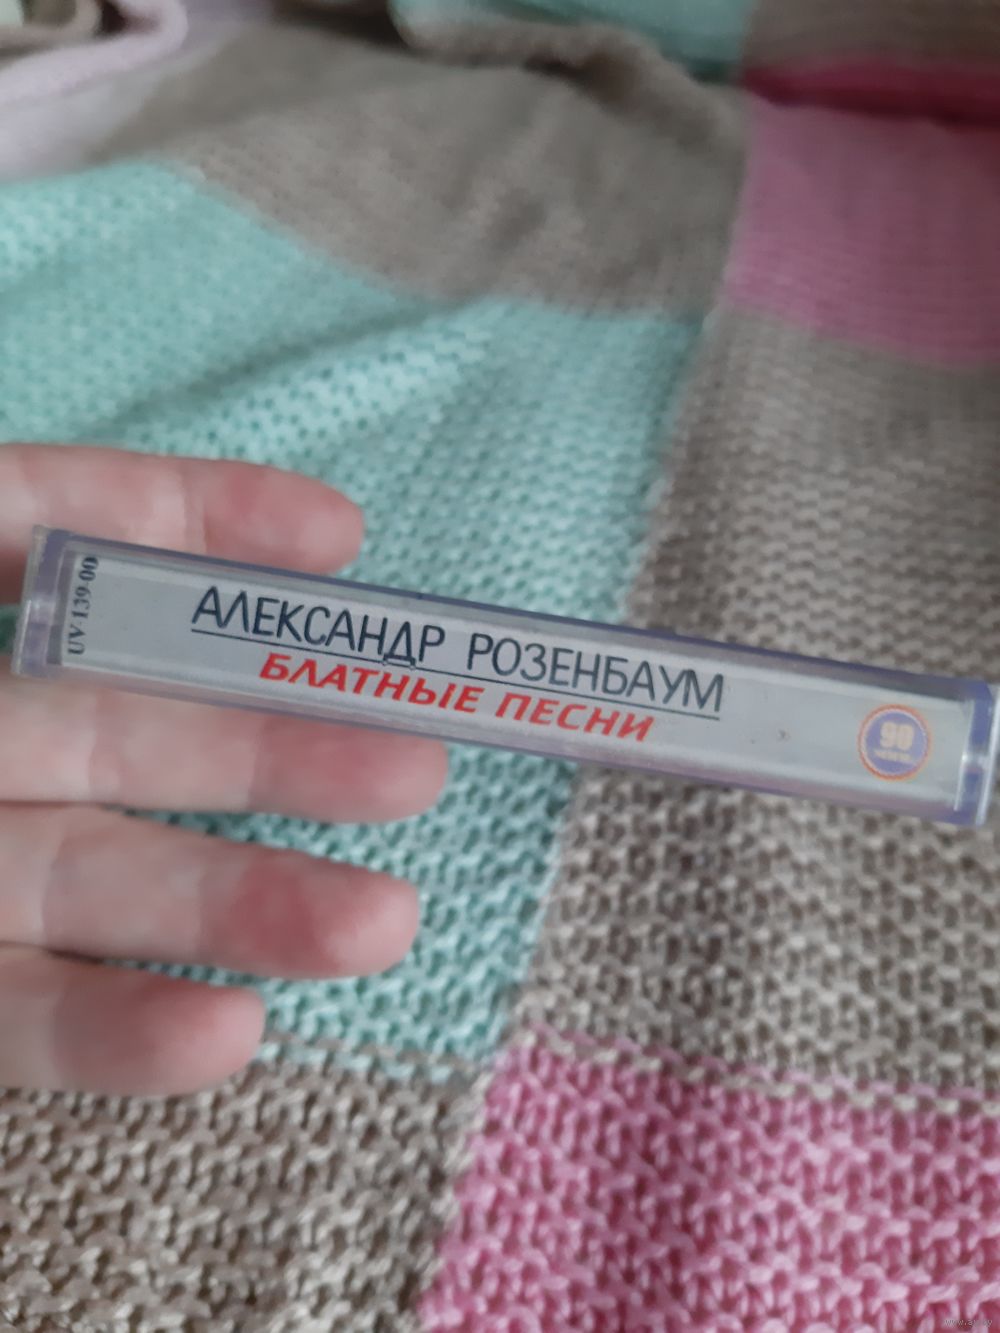 UV-139-00
АЛЕКСАНДР РОЗЕНБАУМ
БЛАТНЫЕ ПЕСНИ
90